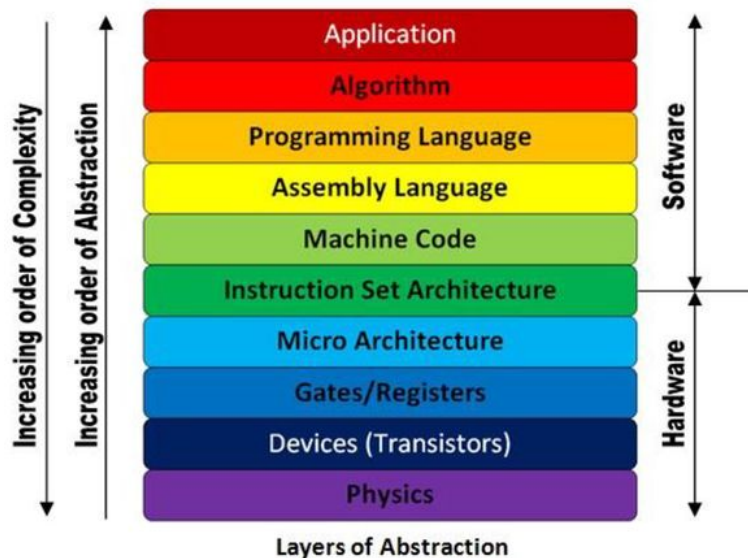 Increasing order of Complexity
Increasing order of Abstraction
Application
Algorithm
Programming Language
Assembly Language
Machine Code
Instruction Set Architecture
Micro Architecture
Gates/Registers
Devices (Transistors)
Physics
Software
Hardware
Layers of Abstraction